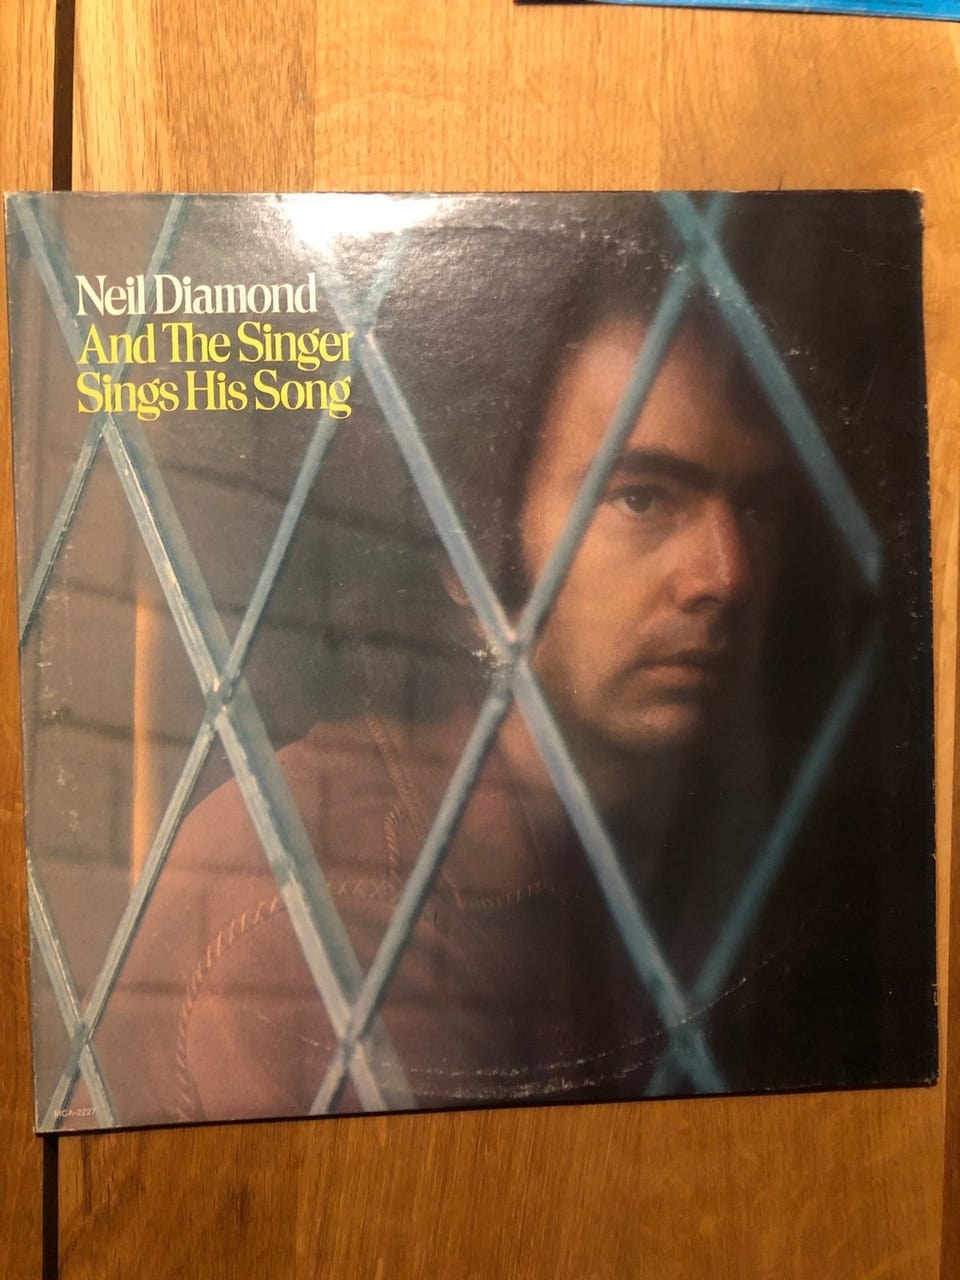 Neil Diamond
And The Singer
Sings His Song
MCA-2227